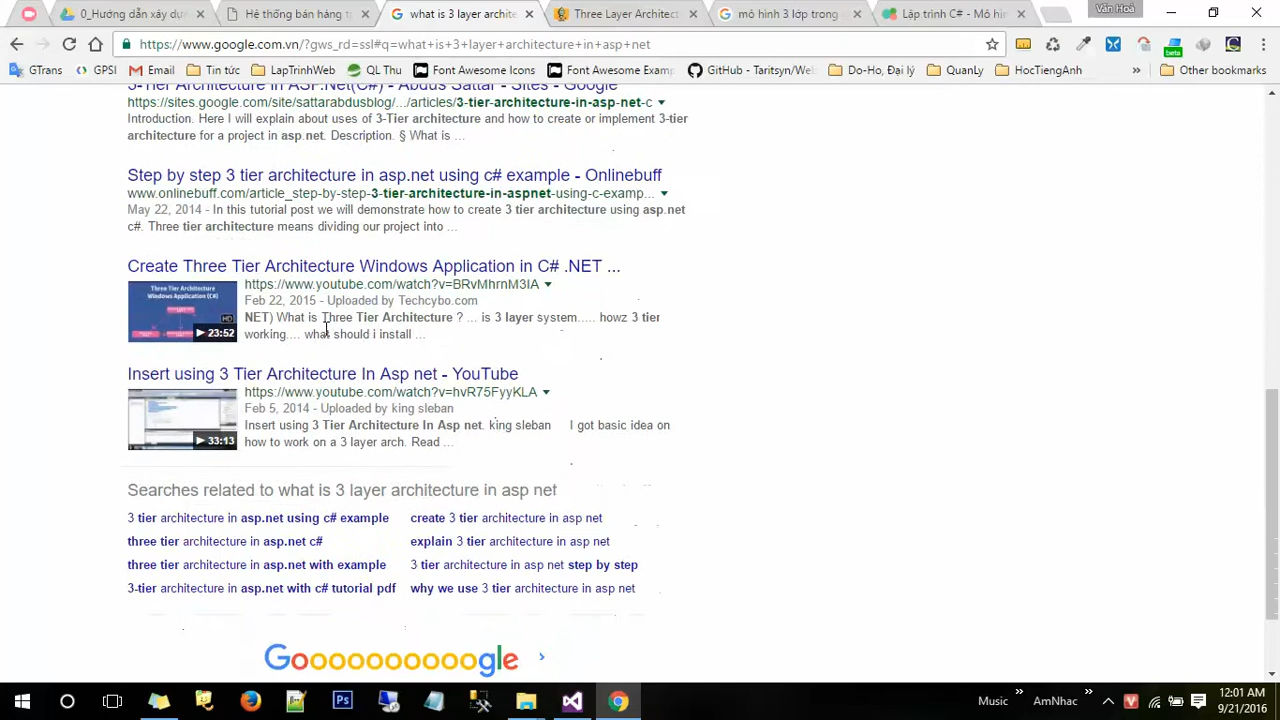 0_Hướng dẫn xây dự
Hệ thống bán hàng t
what is 3 layer archite
Three Layer Architect
mô hình 3 lớp trong
Lập trình C# - Mô hì
Văn Hoà
https://www.google.com.vn/?gws_rd=ssl#q=what+is+3+layer+architecture+in+asp+net
GTrans
GPSI
Email
Tin tức
LapTrinhWeb
QL Thu
Font Awesome Icons
Font Awesome Examp
GitHub - Taritsyn/We
Do-Ho, Đại lý
QuanLy
HocTiengAnh
»
Other bookmarks
3-Tier Architecture in ASP.Net(C#) - Abdus Sattar - Sites - Google
https://sites.google.com/site/sattarabdusblog/.../articles/3-tier-architecture-in-asp-net-c
Introduction. Here I will explain about uses of 3-Tier architecture and how to create or implement 3-tier
architecture for a project in asp.net. Description. § What is ...
Step by step 3 tier architecture in asp.net using c# example - Onlinebuff
www.onlinebuff.com/article_step-by-step-3-tier-architecture-in-aspnet-using-c-examp...
May 22, 2014 - In this tutorial post we will demonstrate how to create 3 tier architecture using asp.net
c#. Three tier architecture means dividing our project into ...
Create Three Tier Architecture Windows Application in C# .NET ...
https://www.youtube.com/watch?v=BRvMhrnM3IA
Feb 22, 2015 - Uploaded by Techcybo.com
NET) What is Three Tier Architecture ? ... is 3 layer system..... howz 3 tier
working.... what should i install ...
Three Tier Architecture
Windows Application (C#)
HD
23:52
Insert using 3 Tier Architecture In Asp net - YouTube
https://www.youtube.com/watch?v=hvR75FyyKLA
Feb 5, 2014 - Uploaded by king sleban
Insert using 3 Tier Architecture In Asp net. king sleban I got basic idea on
how to work on a 3 layer arch. Read ...
33:13
Searches related to what is 3 layer architecture in asp net
3 tier architecture in asp.net using c# example
create 3 tier architecture in asp net
three tier architecture in asp.net c#
explain 3 tier architecture in asp net
three tier architecture in asp.net with example
3 tier architecture in asp net step by step
3-tier architecture in asp.net with c# tutorial pdf
why we use 3 tier architecture in asp net
Goooooooooogle
Music
»
AmNhac
»
12:01 AM
9/21/2016